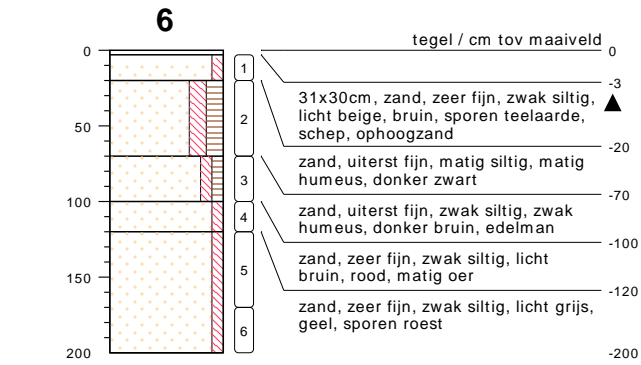 6
0
tegel / cm tov maaiveld
0
1
-3
31x30cm, zand, zeer fijn, zwak siltig,
licht beige, bruin, sporen teelaarde,
schep, ophoogzand
2
50
-20
zand, uiterst fijn, matig siltig, matig
humeus, donker zwart
3
-70
100
4
zand, uiterst fijn, zwak siltig, zwak
humeus, donker bruin, edelman
-100
5
zand, zeer fijn, zwak siltig, licht
bruin, rood, matig oer
150
-120
6
zand, zeer fijn, zwak siltig, licht grijs,
geel, sporen roest
200
-200